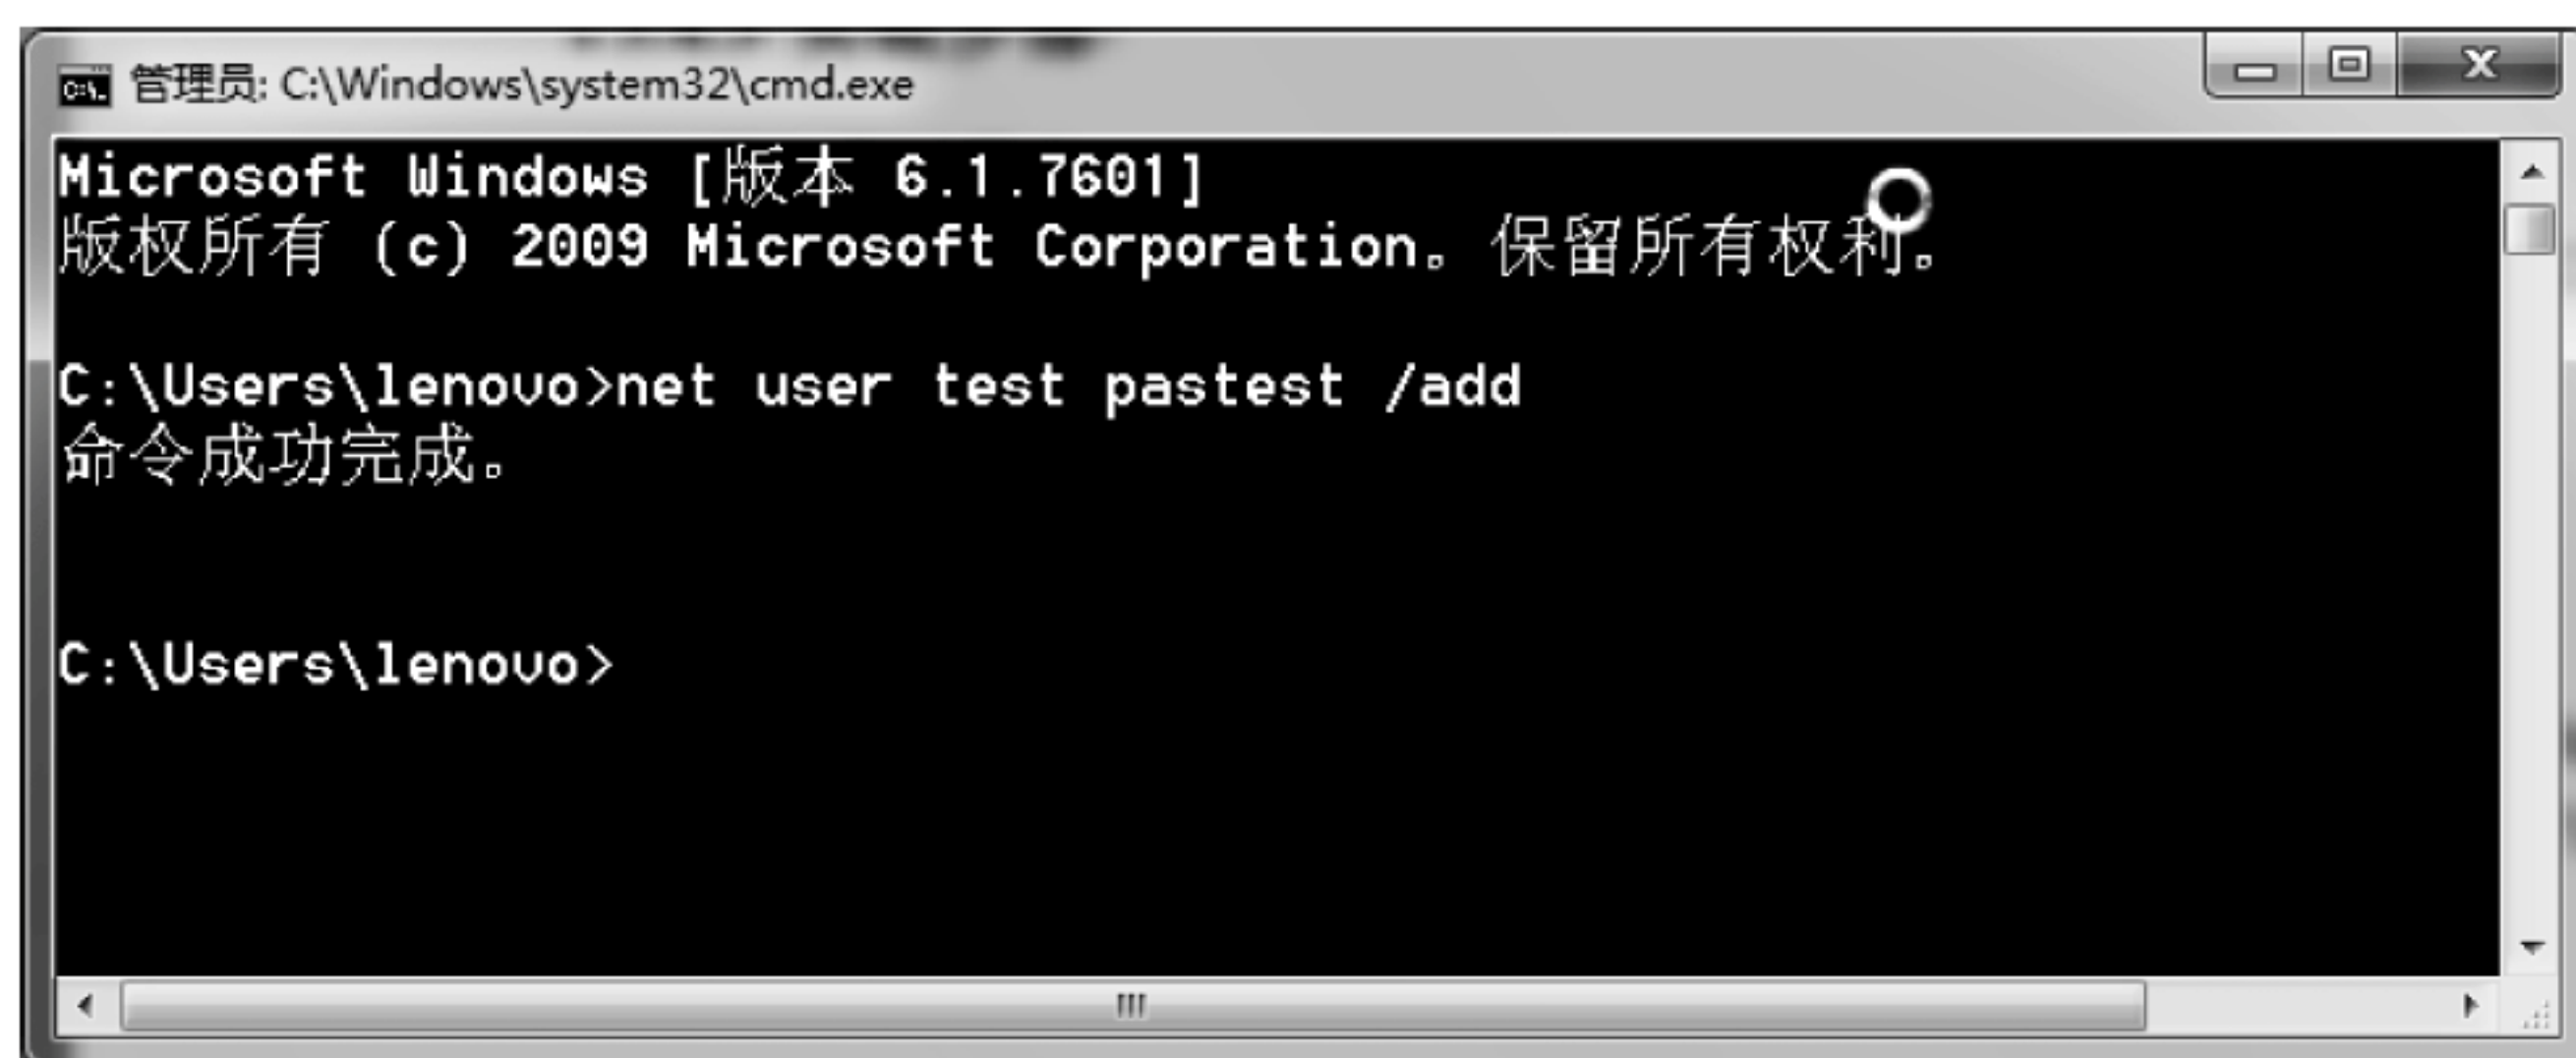 管理员: C:\Windows\system32\cmd.exe
Microsoft Windows [版本 6.1.7601]
版权所有 (c) 2009 Microsoft Corporation。保留所有权利。
C:\Users\lenovo>net user test pastest /add
命令成功完成。
C:\Users\lenovo>